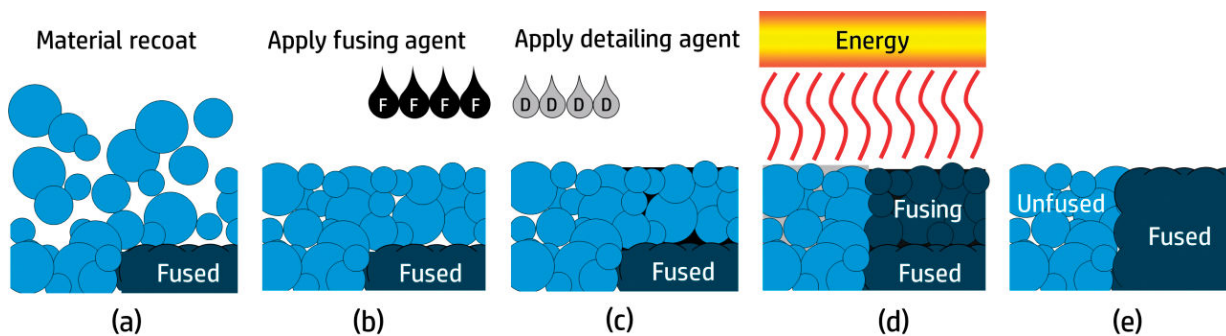 Material recoat
Apply fusing agent
Apply detailing agent
Energy
F F F F
D D D D
Fused
Fused
Fused
Fusing
Fused
Unfused
Fused
(a)
(b)
(c)
(d)
(e)